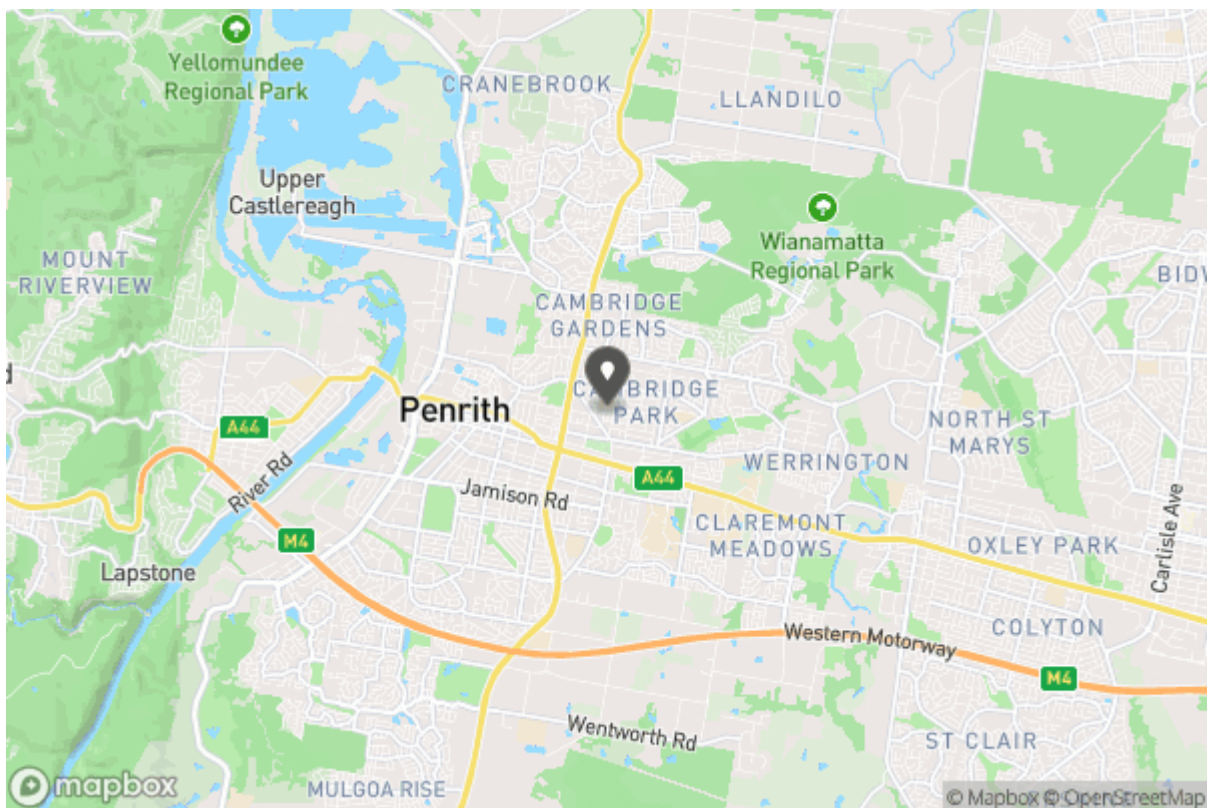 Yellomundee
Regional Park
CRANEBROOK
LLANDILO
Upper
Castlereagh
Wianamatta
Regional Park
MOUNT
RIVERVIEW
BIDW
CAMBRIDGE
GARDENS
d
CAMBRIDGE
PARK
Penrith
A44
NORTH ST
MARYS
WERRINGTON
A44
River Rd
Jamison Rd
CLAREMONT
MEADOWS
M4
OXLEY PARK
Carlisle Ave
Lapstone
COLYTON
Western Motorway
M4
Wentworth Rd
ST CLAIR
MULGOA RISE
mapbox
© Mapbox © OpenStreetMap